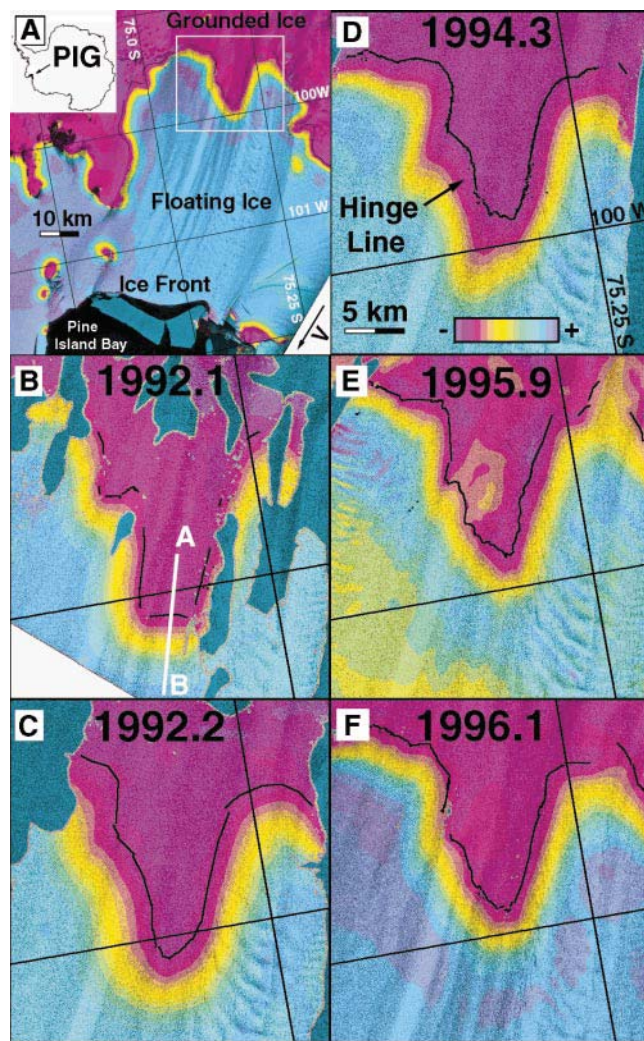 A
PIG
75.0 S
Grounded Ice
100W
Floating Ice
101 W
10 km
Ice Front
75.25 S
Pine
Island Bay
N
B
1992.1
A
B
C
1992.2
D
1994.3
Hinge
Line
100 W
75.25 S
5 km
- +
E
1995.9
F
1996.1